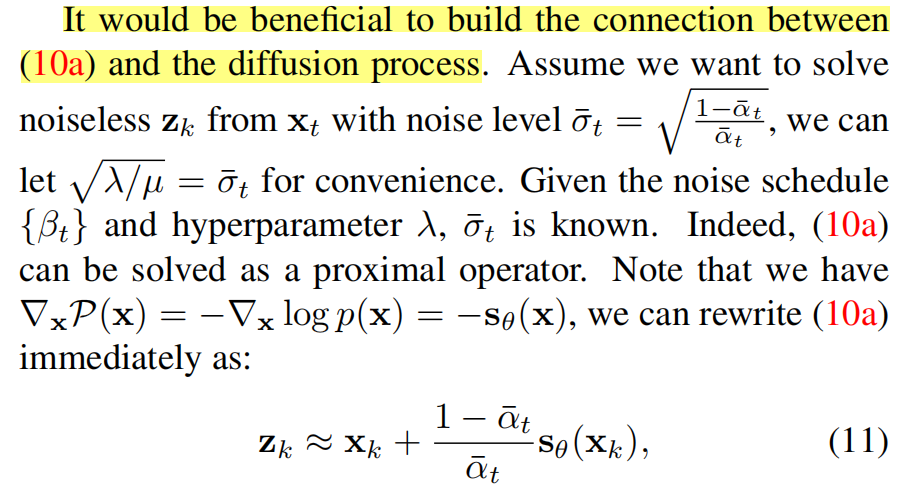 It would be beneficial to build the connection between
(10a) and the diffusion process. Assume we want to solve
noiseless $\mathbf{z}_k$ from $\mathbf{x}_t$ with noise level $\bar{\sigma}_t = \sqrt{\frac{1-\bar{\alpha}_t}{\bar{\alpha}_t}}$, we can
let $\sqrt{\lambda/\mu} = \bar{\sigma}_t$ for convenience. Given the noise schedule
$\{\beta_t\}$ and hyperparameter $\lambda$, $\bar{\sigma}_t$ is known. Indeed, (10a)
can be solved as a proximal operator. Note that we have
$\nabla_{\mathbf{x}}\mathcal{P}(\mathbf{x}) = -\nabla_{\mathbf{x}} \log p(\mathbf{x}) = -\mathbf{s}_\theta(\mathbf{x})$, we can rewrite (10a)
immediately as:
$\mathbf{z}_k \approx \mathbf{x}_k + \frac{1-\bar{\alpha}_t}{\bar{\alpha}_t}\mathbf{s}_\theta(\mathbf{x}_k),$ (11)